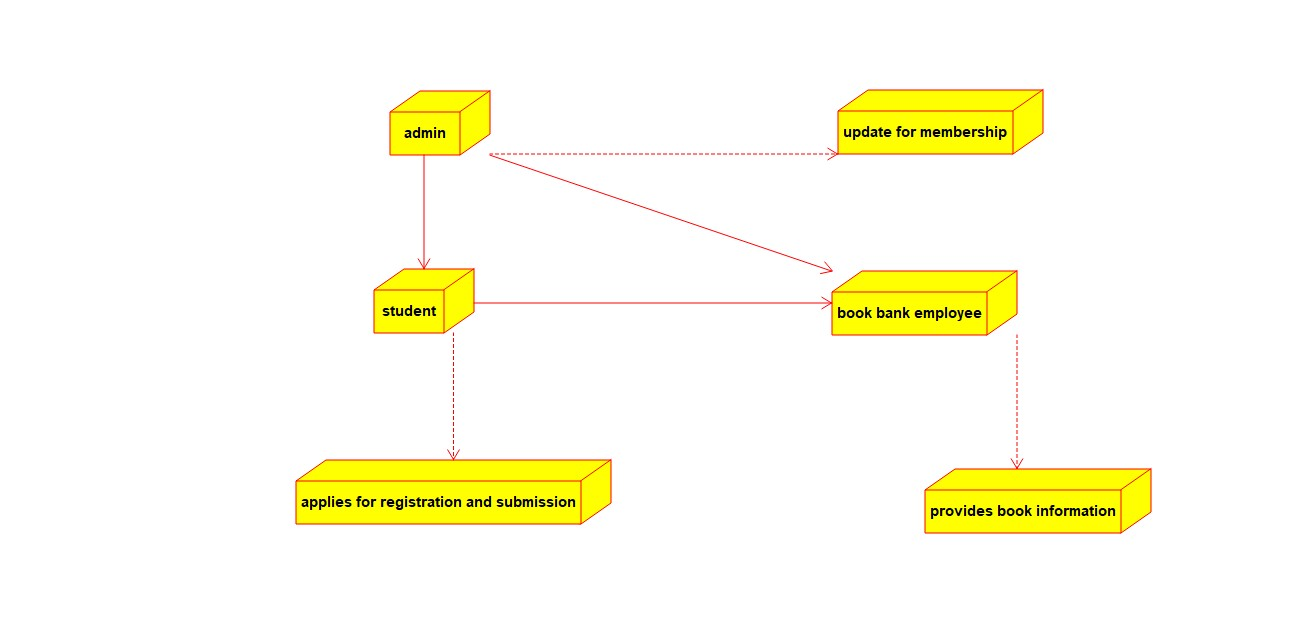 admin
update for membership
student
book bank employee
applies for registration and submission
provides book information